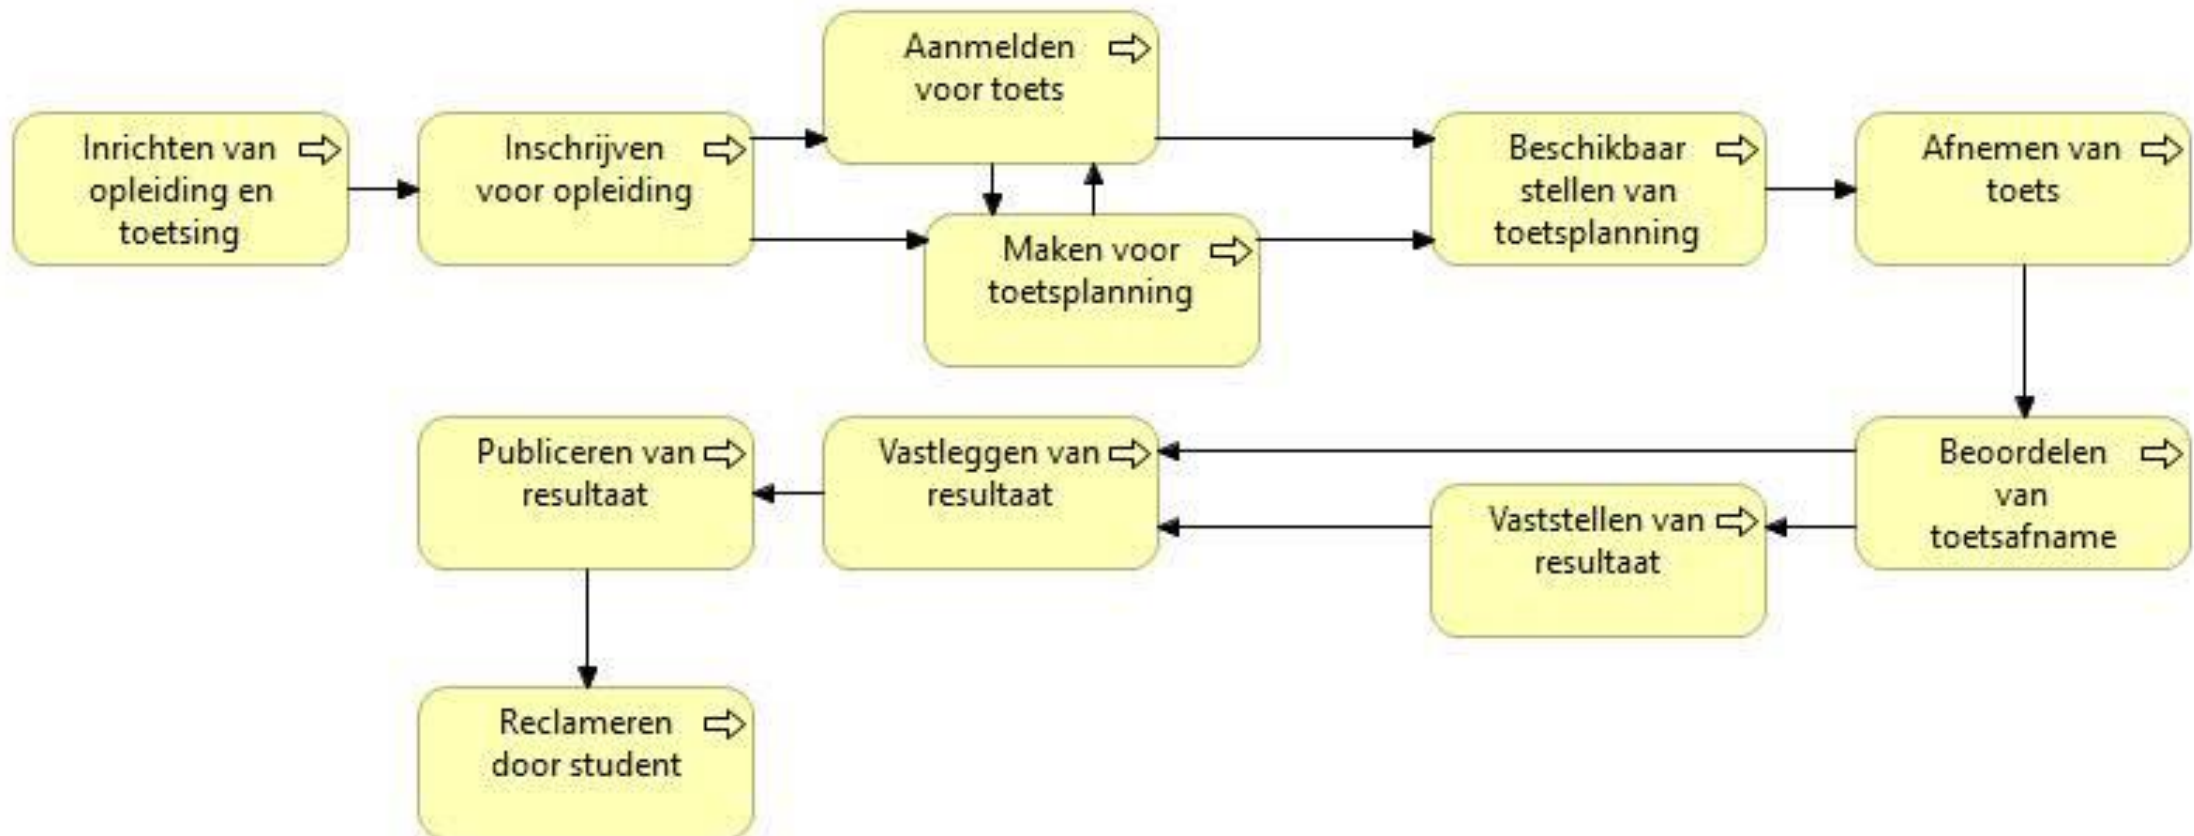 Inrichten van
opleiding en
toetsing
Inschrijven
voor opleiding
Aanmelden
voor toets
Maken voor
toetsplanning
Beschikbaar
stellen van
toetsplanning
Afnemen van
toets
Beoordelen
van
toetsafname
Vaststellen van
resultaat
Vastleggen van
resultaat
Publiceren van
resultaat
Reclameren
door student